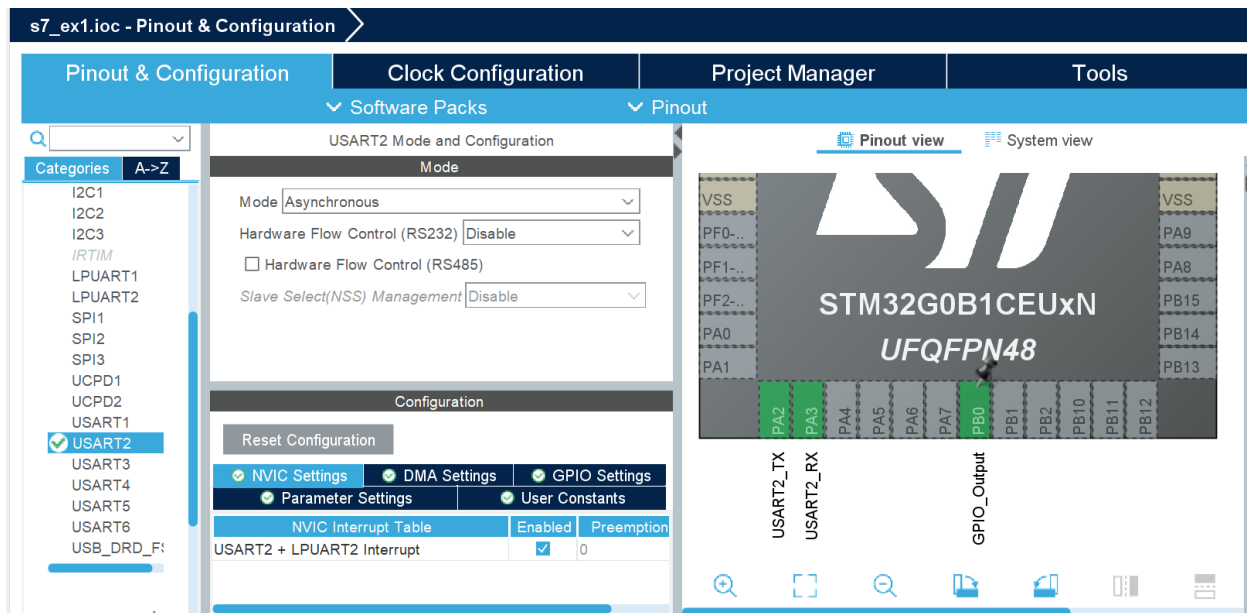 s7_ex1.ioc - Pinout & Configuration
Pinout & Configuration
Clock Configuration
Project Manager
Tools
Software Packs
Pinout
Categories
A->Z
I2C1
I2C2
I2C3
IRTIM
LPUART1
LPUART2
SPI1
SPI2
SPI3
UCPD1
UCPD2
USART1
USART2
USART3
USART4
USART5
USART6
USB_DRD_FS
USART2 Mode and Configuration
Mode
Mode Asynchronous
Hardware Flow Control (RS232) Disable
Hardware Flow Control (RS485)
Slave Select(NSS) Management Disable
Configuration
Reset Configuration
NVIC Settings
DMA Settings
GPIO Settings
Parameter Settings
User Constants
NVIC Interrupt Table Enabled Preemption
USART2 + LPUART2 Interrupt 0
Pinout view
System view
VSS
PF0-..
PF1-..
PF2-..
PA0
PA1
STM32G0B1CEUxN
UFQFPN48
VSS
PA9
PA8
PB15
PB14
PB13
PA2
PA3
PA4
PA5
PA6
PA7
PB0
PB1
PB2
PB10
PB11
PB12
USART2_TX
USART2_RX
GPIO_Output